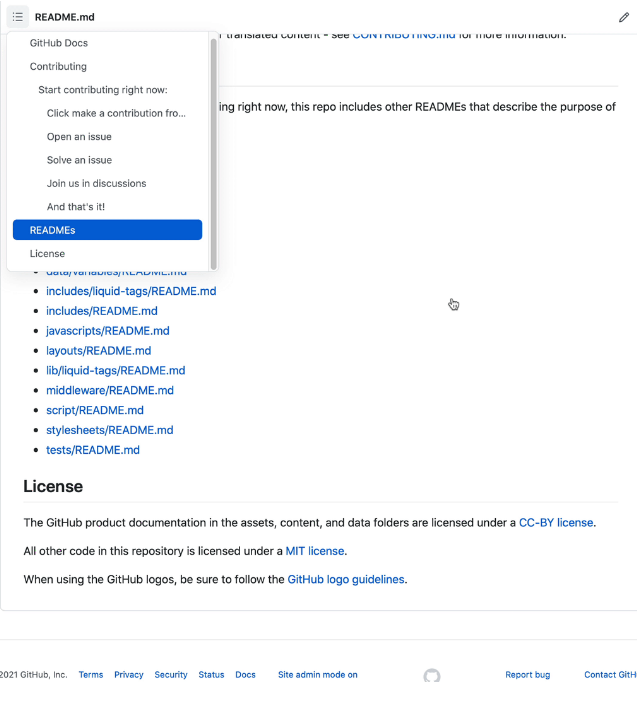 README.md
translated content - see CONTRIBUTING.md for more information.
GitHub Docs
Contributing
Start contributing right now:
Click make a contribution fro...
Open an issue
Solve an issue
Join us in discussions
And that's it!
READMEs
License
ing right now, this repo includes other READMEs that describe the purpose of
data/variables/README.md
includes/liquid-tags/README.md
includes/README.md
javascripts/README.md
layouts/README.md
lib/liquid-tags/README.md
middleware/README.md
script/README.md
stylesheets/README.md
tests/README.md
License
The GitHub product documentation in the assets, content, and data folders are licensed under a CC-BY license.
All other code in this repository is licensed under a MIT license.
When using the GitHub logos, be sure to follow the GitHub logo guidelines.
2021 GitHub, Inc. Terms Privacy Security Status Docs Site admin mode on Report bug Contact GitH